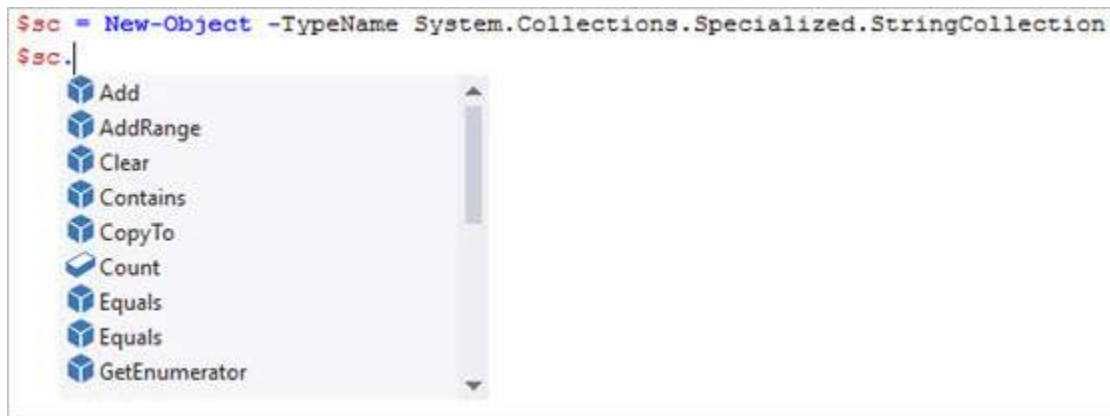 $sc = New-Object -TypeName System.Collections.Specialized.StringCollection
$sc.
Add
AddRange
Clear
Contains
CopyTo
Count
Equals
Equals
GetEnumerator